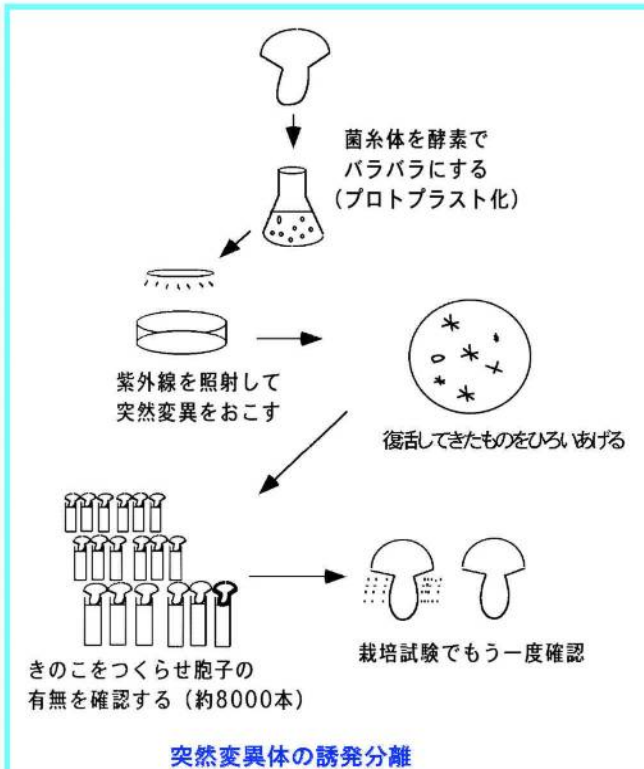 菌糸体を酵素で
バラバラにする
（プロトプラスト化）
紫外線を照射して
突然変異をおこす
復活してきたものをひろいあげる
きのこをつくらせ胞子の
有無を確認する（約8000本）
栽培試験でもう一度確認
突然変異体の誘発分離